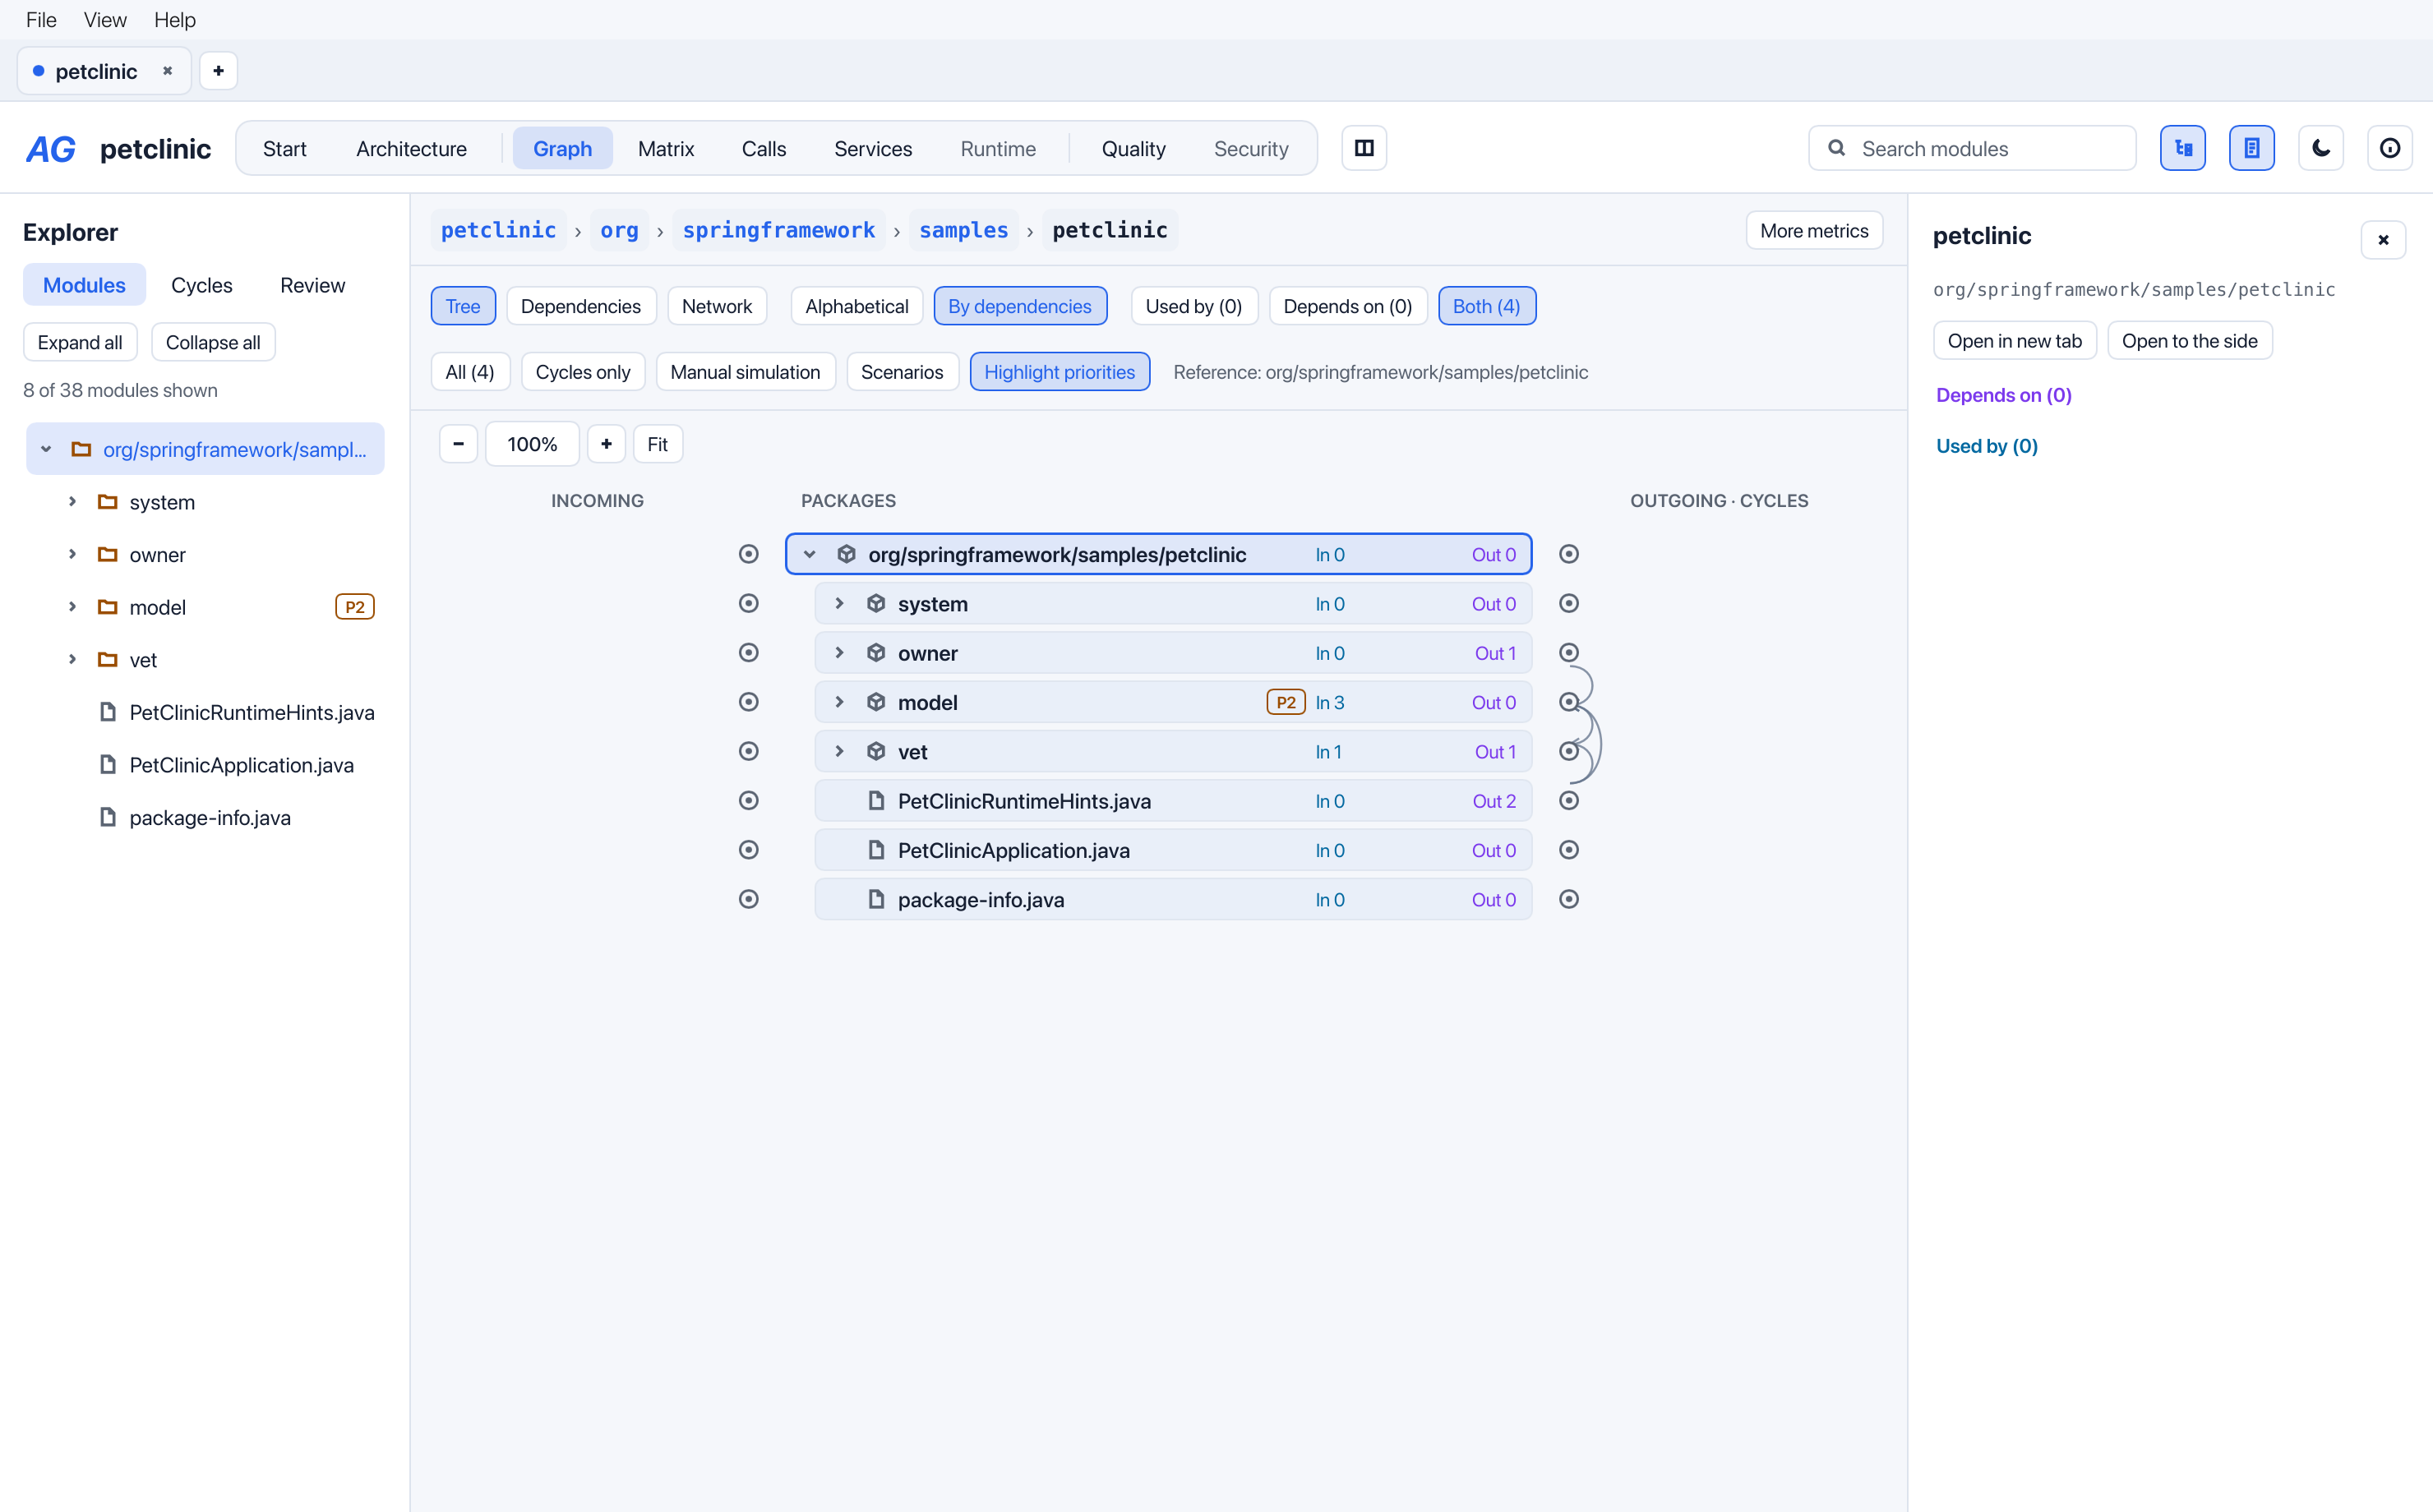 File View Help
petclinic
AG petclinic Start Architecture Graph Matrix Calls Services Runtime Quality Security Search modules
Explorer
Modules Cycles Review
Expand all Collapse all
8 of 38 modules shown
org/springframework/sampl...
system
owner
model P2
vet
PetClinicRuntimeHints.java
PetClinicApplication.java
package-info.java
petclinic › org › springframework › samples › petclinic More metrics
Tree Dependencies Network Alphabetical By dependencies Used by (0) Depends on (0) Both (4)
All (4) Cycles only Manual simulation Scenarios Highlight priorities Reference: org/springframework/samples/petclinic
− 100% + Fit
INCOMING PACKAGES OUTGOING · CYCLES
org/springframework/samples/petclinic In 0 Out 0
system In 0 Out 0
owner In 0 Out 1
model P2 In 3 Out 0
vet In 1 Out 1
PetClinicRuntimeHints.java In 0 Out 2
PetClinicApplication.java In 0 Out 0
package-info.java In 0 Out 0
petclinic
org/springframework/samples/petclinic
Open in new tab Open to the side
Depends on (0)
Used by (0)